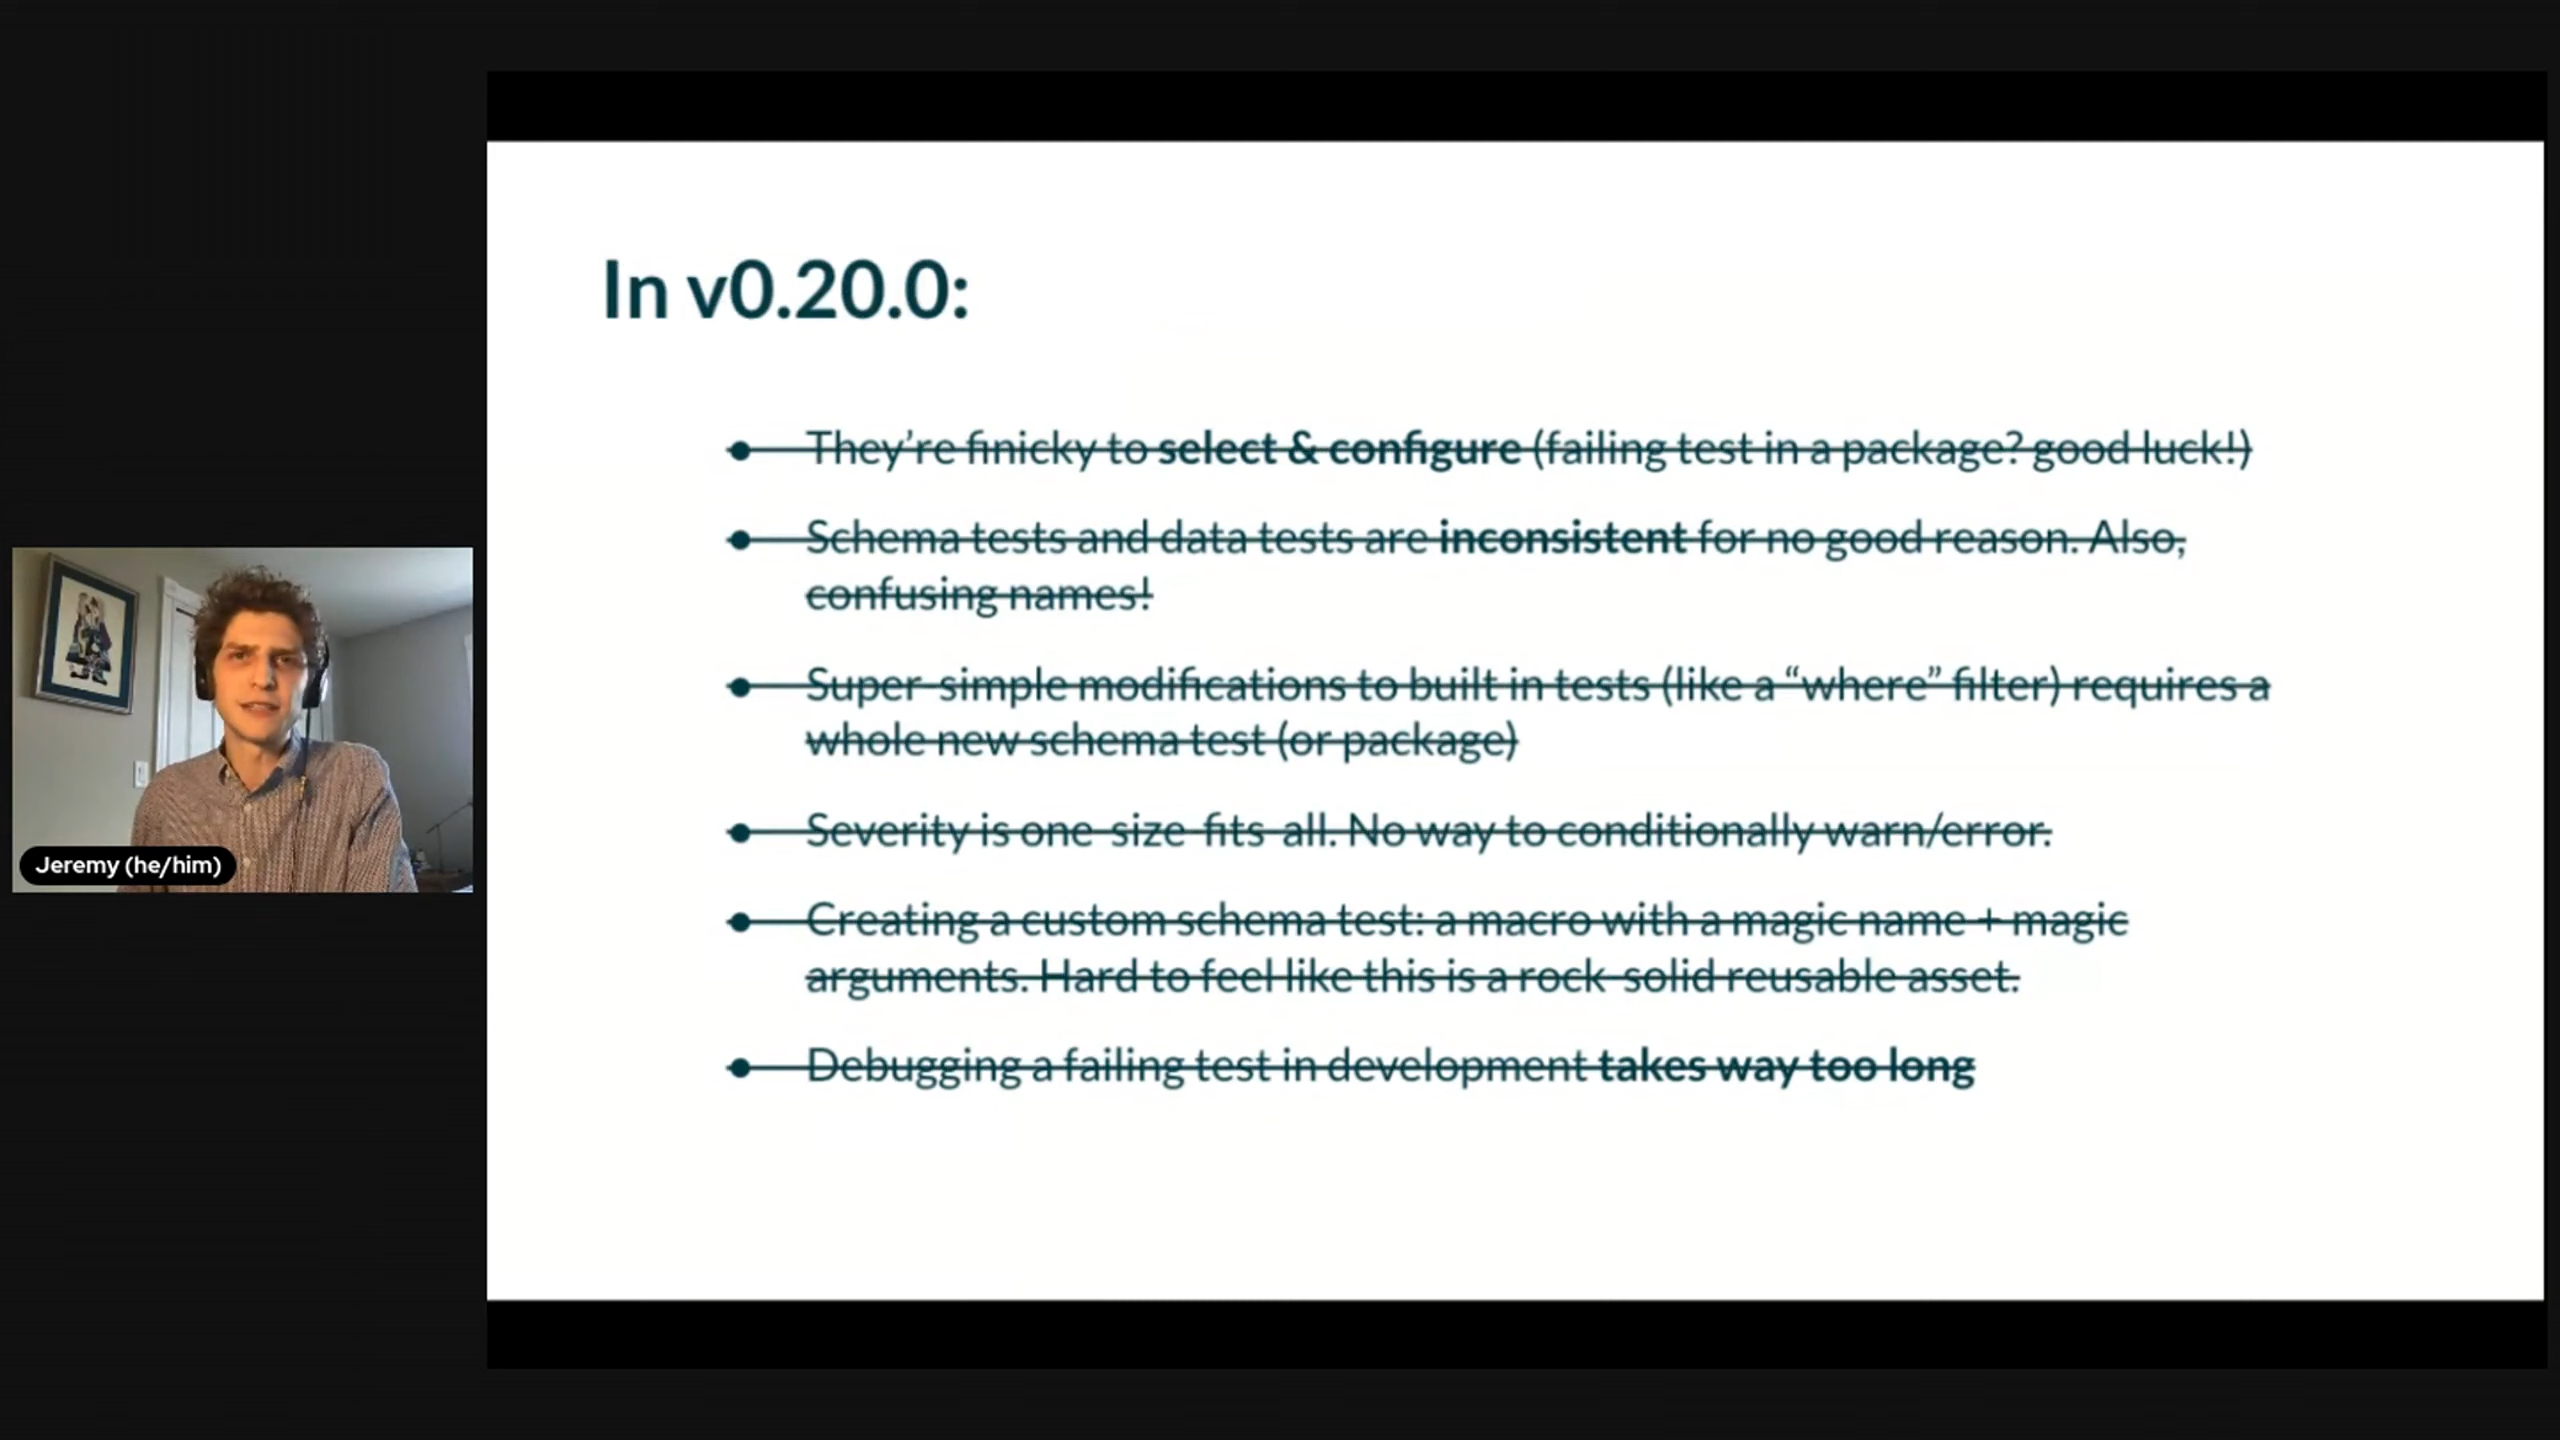 In v0.20.0:
They’re finicky to select & configure (failing test in a package? good luck!)
Schema tests and data tests are inconsistent for no good reason. Also,
confusing names!
Super-simple modifications to built in tests (like a “where” filter) requires a
whole new schema test (or package)
Severity is one-size-fits-all. No way to conditionally warn/error.
Creating a custom schema test: a macro with a magic name + magic
arguments. Hard to feel like this is a rock-solid reusable asset.
Debugging a failing test in development takes way too long
Jeremy (he/him)